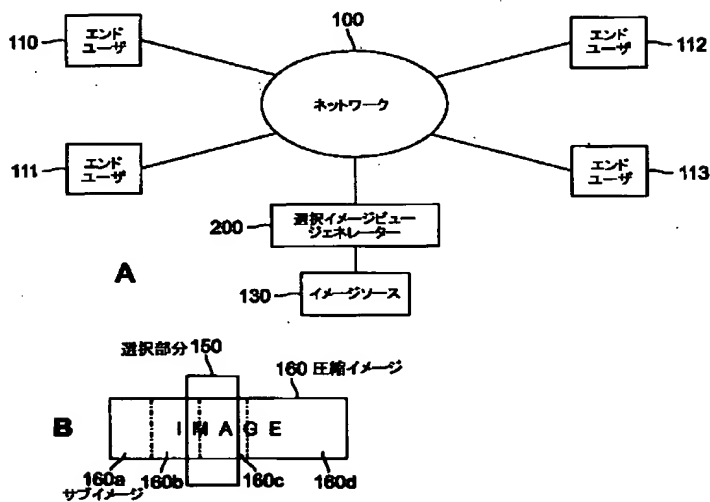 100
110
エンド
ユーザ
エンド
ユーザ
112
ネットワーク
111
エンド
ユーザ
エンド
ユーザ
113
200
選択イメージビュー
ジェネレーター
A
130
イメージソース
選択部分 150
160 圧縮イメージ
B
I M A G E
160a
160b
160c
160d
サブイメージ